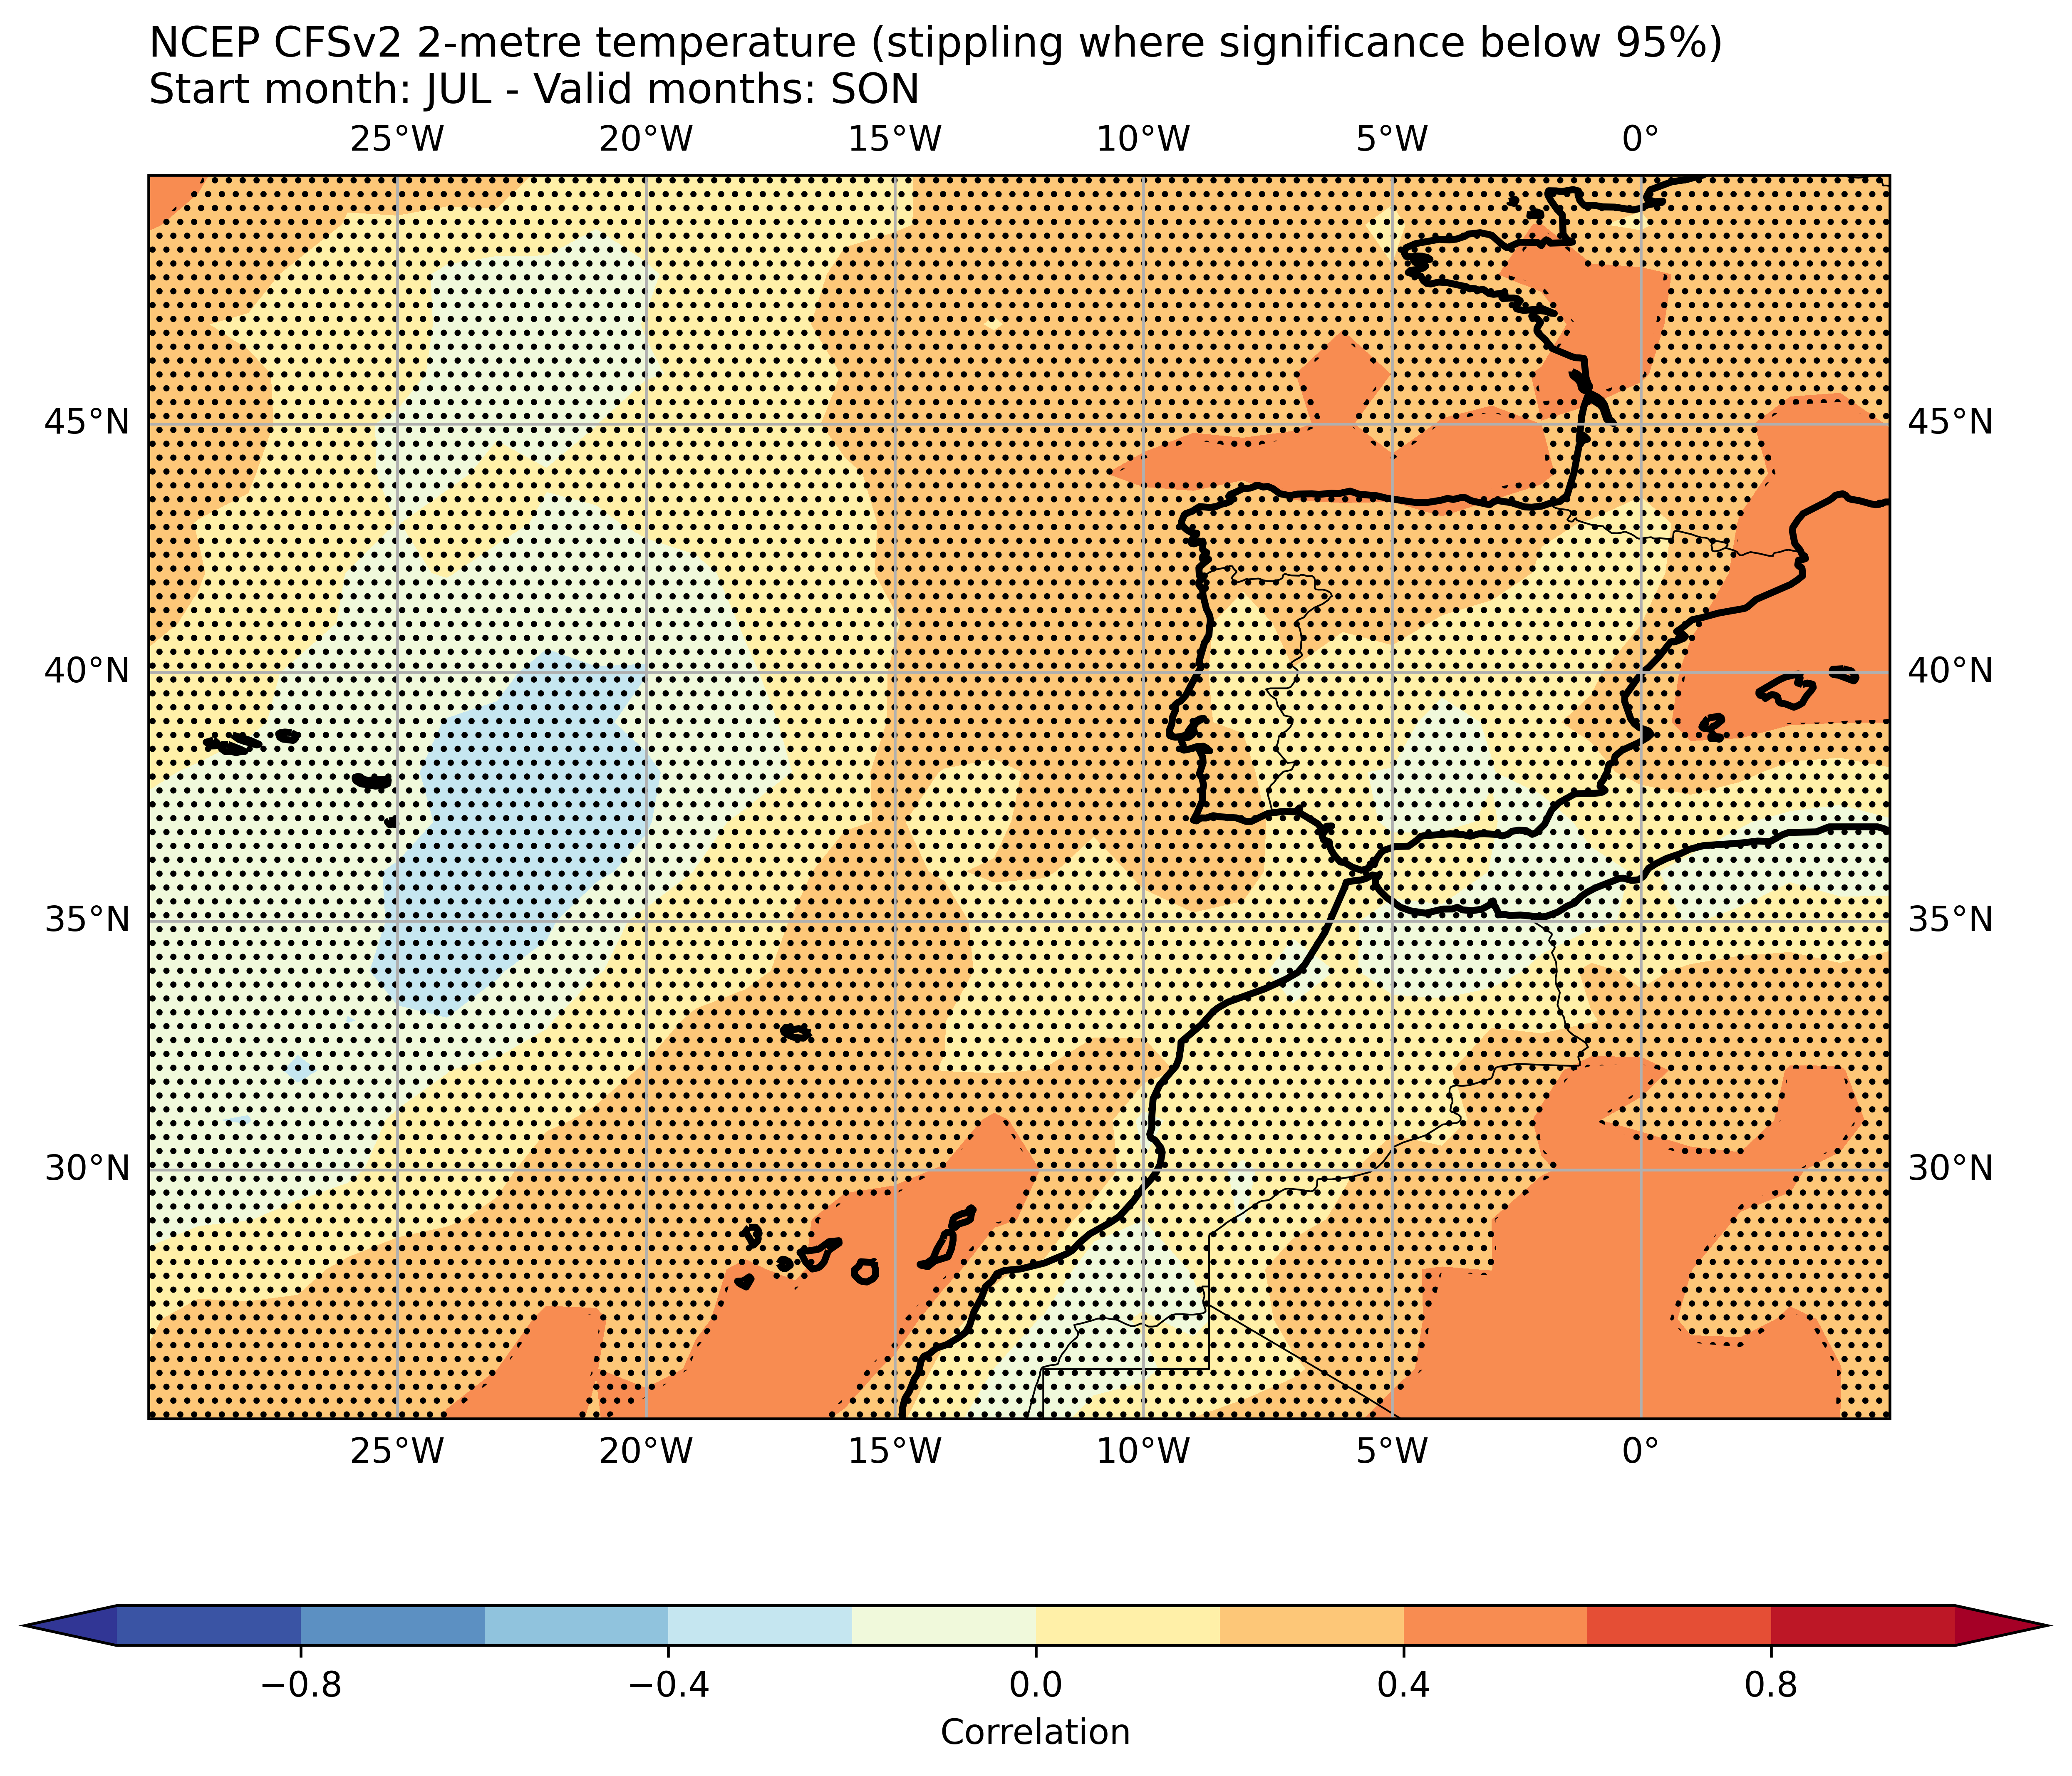 NCEP CFSv2 2-metre temperature (stippling where significance below 95%)
Start month: JUL - Valid months: SON
25°W 20°W 15°W 10°W 5°W 0°
45°N 45°N
40°N 40°N
35°N 35°N
30°N 30°N
25°W 20°W 15°W 10°W 5°W 0°
−0.8 −0.4 0.0 0.4 0.8
Correlation